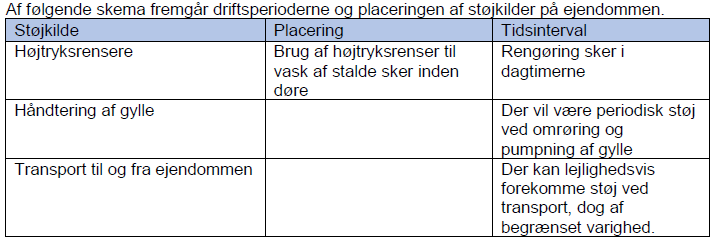 Af følgende skema fremgår driftsperioderne og placeringen af støjkilder på ejendommen.
Støjkilde Placering Tidsinterval
Højtryksrensere Brug af højtryksrenser til Rengøring sker i
vask af stalde sker inden dagtimerne
døre
Håndtering af gylle Der vil være periodisk støj
ved omrøring og
pumpning af gylle
Transport til og fra ejendommen Der kan lejlighedsvis
forekomme støj ved
transport, dog af
begrænset varighed.